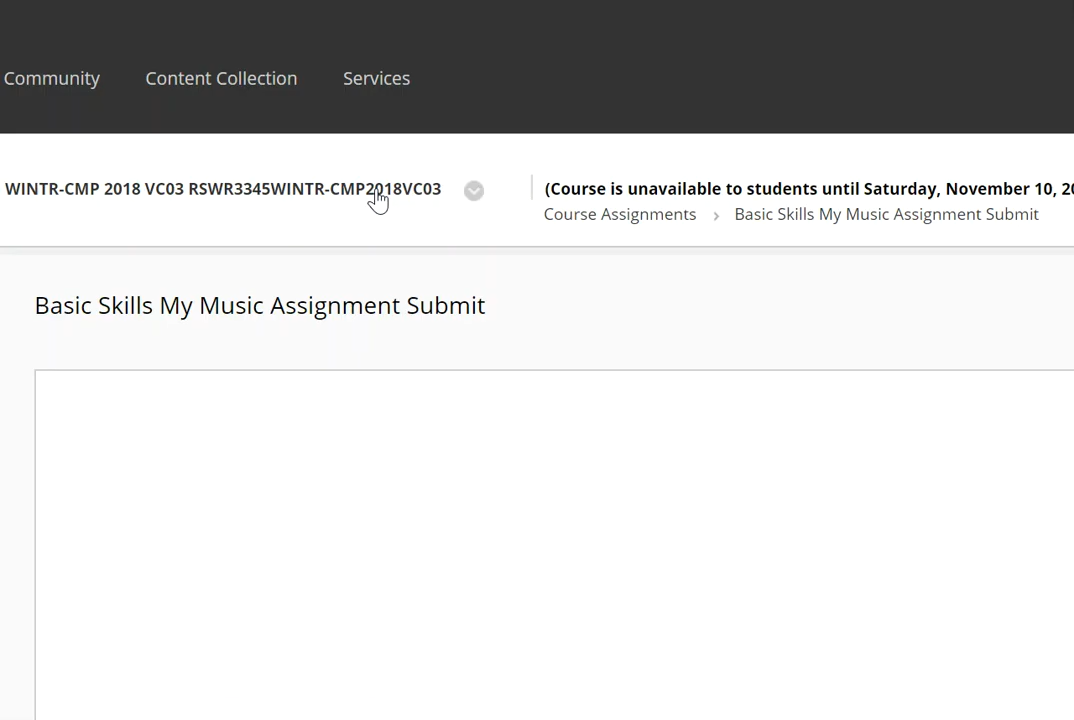 Community Content Collection Services
WINTR-CMP 2018 VC03 RSWR3345WINTR-CMP2018VC03
(Course is unavailable to students until Saturday, November 10, 20
Course Assignments › Basic Skills My Music Assignment Submit
Basic Skills My Music Assignment Submit